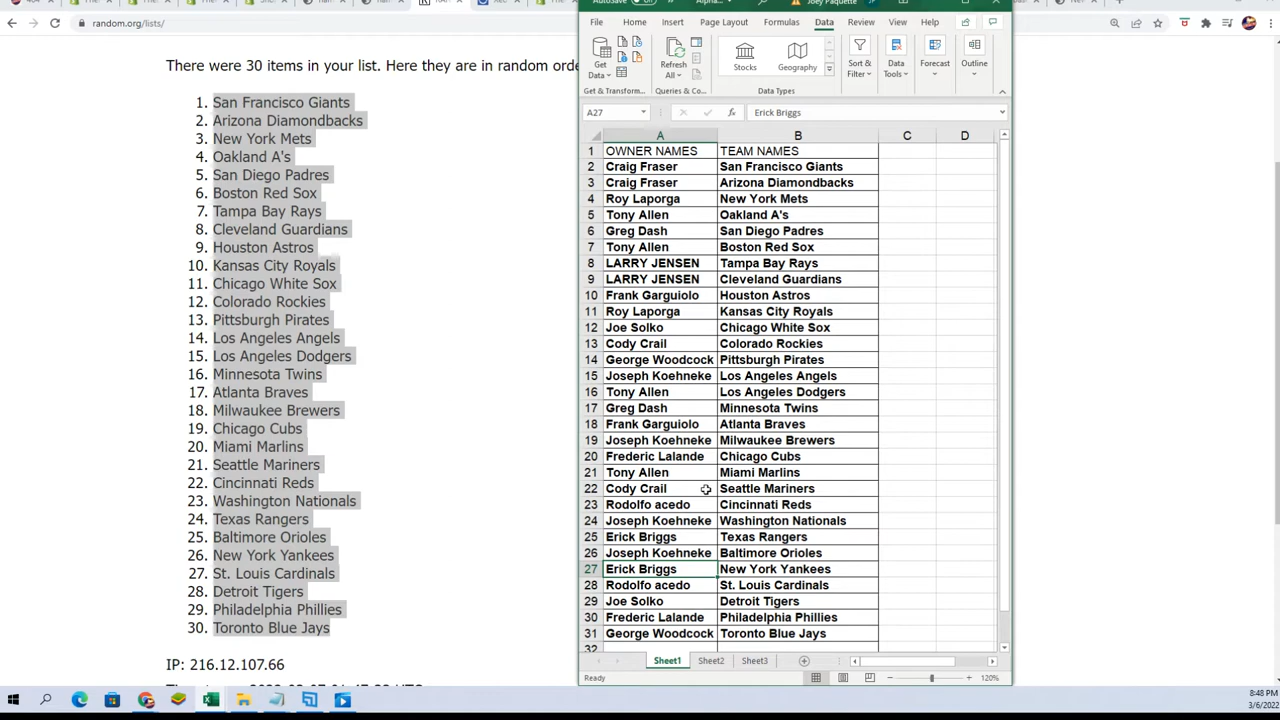 random.org/lists/
There were 30 items in your list. Here they are in random orde
1. San Francisco Giants
2. Arizona Diamondbacks
3. New York Mets
4. Oakland A's
5. San Diego Padres
6. Boston Red Sox
7. Tampa Bay Rays
8. Cleveland Guardians
9. Houston Astros
10. Kansas City Royals
11. Chicago White Sox
12. Colorado Rockies
13. Pittsburgh Pirates
14. Los Angeles Angels
15. Los Angeles Dodgers
16. Minnesota Twins
17. Atlanta Braves
18. Milwaukee Brewers
19. Chicago Cubs
20. Miami Marlins
21. Seattle Mariners
22. Cincinnati Reds
23. Washington Nationals
24. Texas Rangers
25. Baltimore Orioles
26. New York Yankees
27. St. Louis Cardinals
28. Detroit Tigers
29. Philadelphia Phillies
30. Toronto Blue Jays
IP: 216.12.107.66
AutoSave Joey Paquette
File Home Insert Page Layout Formulas Data Review View Help
Get Data Refresh All Stocks Geography Sort & Filter Data Tools Forecast Outline
Get & Transform... Queries & Co... Data Types
A27 fx Erick Briggs
A B C D
1 OWNER NAMES TEAM NAMES
2 Craig Fraser San Francisco Giants
3 Craig Fraser Arizona Diamondbacks
4 Roy Laporga New York Mets
5 Tony Allen Oakland A's
6 Greg Dash San Diego Padres
7 Tony Allen Boston Red Sox
8 LARRY JENSEN Tampa Bay Rays
9 LARRY JENSEN Cleveland Guardians
10 Frank Garguiolo Houston Astros
11 Roy Laporga Kansas City Royals
12 Joe Solko Chicago White Sox
13 Cody Crail Colorado Rockies
14 George Woodcock Pittsburgh Pirates
15 Joseph Koehneke Los Angeles Angels
16 Tony Allen Los Angeles Dodgers
17 Greg Dash Minnesota Twins
18 Frank Garguiolo Atlanta Braves
19 Joseph Koehneke Milwaukee Brewers
20 Frederic Lalande Chicago Cubs
21 Tony Allen Miami Marlins
22 Cody Crail Seattle Mariners
23 Rodolfo acedo Cincinnati Reds
24 Joseph Koehneke Washington Nationals
25 Erick Briggs Texas Rangers
26 Joseph Koehneke Baltimore Orioles
27 Erick Briggs New York Yankees
28 Rodolfo acedo St. Louis Cardinals
29 Joe Solko Detroit Tigers
30 Frederic Lalande Philadelphia Phillies
31 George Woodcock Toronto Blue Jays
32
Sheet1 Sheet2 Sheet3
Ready 120%
8:48 PM
3/6/2022